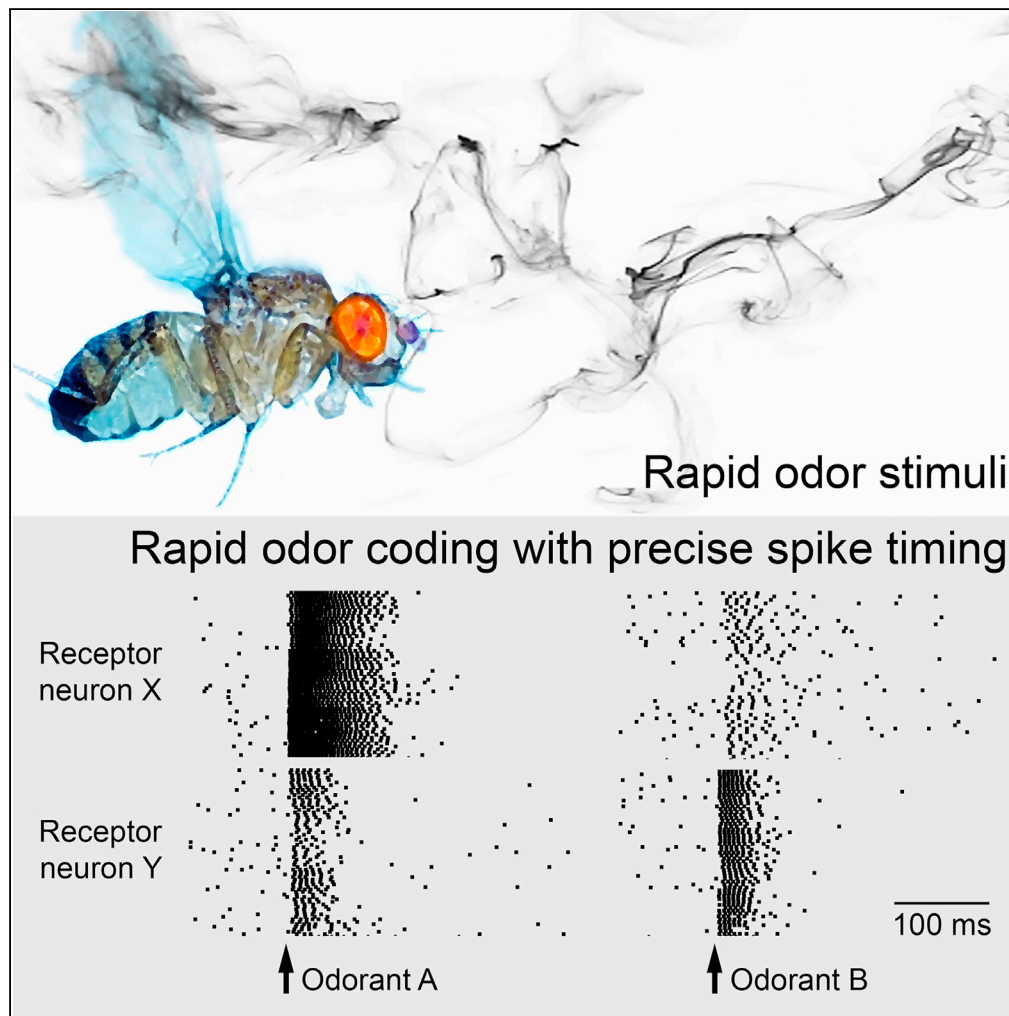 Rapid odor stimuli
Rapid odor coding with precise spike timing
Receptor
neuron X
Receptor
neuron Y
100 ms
Odorant A
Odorant B